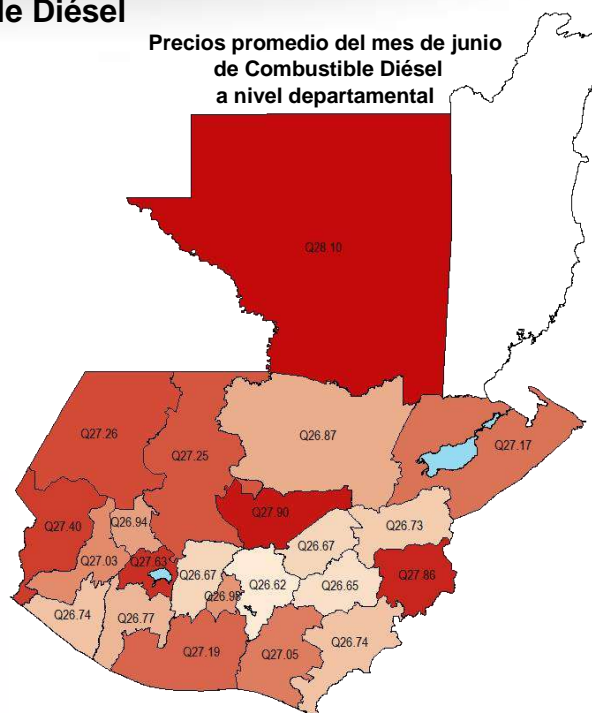 le Diésel
Precios promedio del mes de junio
de Combustible Diésel
a nivel departamental
Q28.10
Q27.26
Q27.25
Q26.87
Q27.17
Q27.40
Q26.94
Q27.90
Q26.73
Q27.03
Q27.63
Q26.67
Q26.67
Q26.62
Q26.65
Q27.86
Q26.98
Q26.74
Q26.77
Q27.19
Q27.05
Q26.74